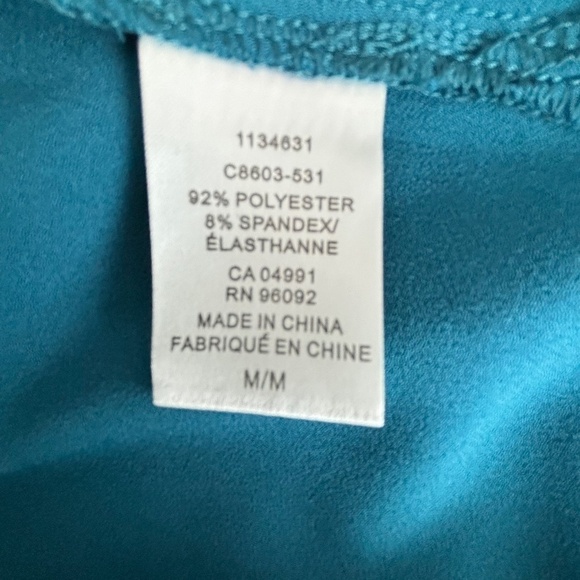 1134631
C8603-531
92% POLYESTER
8% SPANDEX/
ÉLASTHANNE
CA 04991
RN 96092
MADE IN CHINA
FABRIQUÉ EN CHINE
M/M